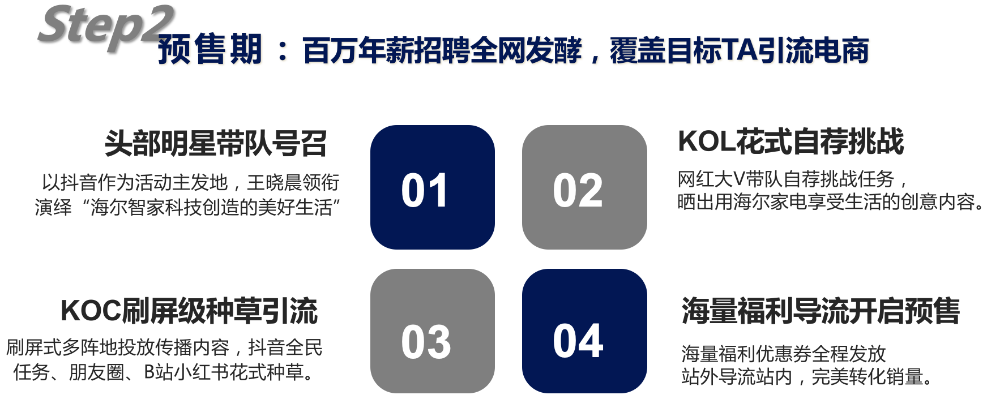 Step2
预售期：百万年薪招聘全网发酵，覆盖目标TA引流电商
头部明星带队号召
以抖音作为活动主发地，王晓晨领衔
演绎“海尔智家科技创造的美好生活”
01
02
KOL花式自荐挑战
网红大V带队自荐挑战任务，
晒出用海尔家电享受生活的创意内容。
KOC刷屏级种草引流
刷屏式多阵地投放传播内容，抖音全民
任务、朋友圈、B站小红书花式种草。
03
04
海量福利导流开启预售
海量福利优惠券全程发放
站外导流站内，完美转化销量。